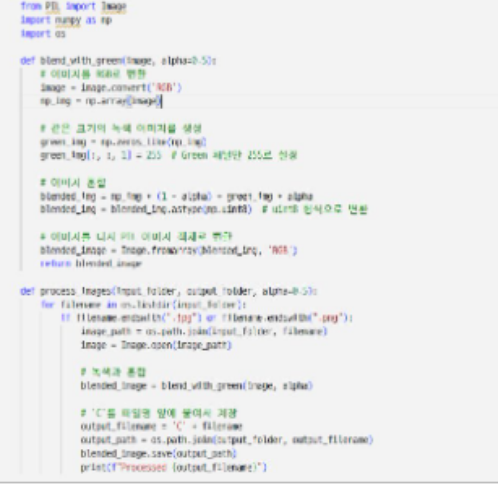 from PIL import Image
import numpy as np
import os
def blend_with_green(image, alpha=0.5):
# 이미지를 RGB로 변환
image = image.convert('RGB')
np_img = np.array(image)
# 같은 크기의 녹색 이미지를 생성
green_img = np.zeros_like(np_img)
green_img[:, :, 1] = 255 # Green 채널만 255로 설정
# 이미지 혼합
blended_img = np_img * (1 - alpha) + green_img * alpha
blended_img = blended_img.astype(np.uint8) # uint8 형식으로 변환
# 이미지를 다시 PIL 이미지 객체로 변환
blended_image = Image.fromarray(blended_img, 'RGB')
return blended_image
def process_images(input_folder, output_folder, alpha=0.5):
for filename in os.listdir(input_folder):
if filename.endswith(".jpg") or filename.endswith(".png"):
image_path = os.path.join(input_folder, filename)
image = Image.open(image_path)
# 녹색과 혼합
blended_image = blend_with_green(image, alpha)
# 'C'를 파일명 앞에 붙여서 저장
output_filename = 'C' + filename
output_path = os.path.join(output_folder, output_filename)
blended_image.save(output_path)
print(f"Processed {output_filename}")